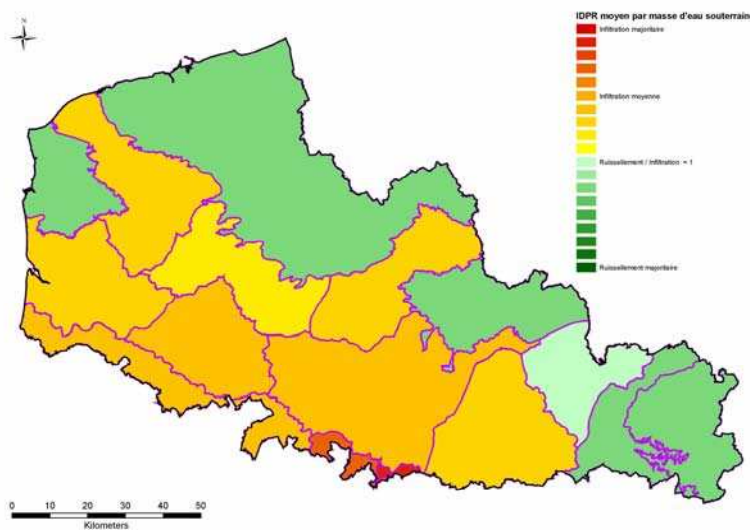 N
IDPR moyen par masse d'eau souterrain
Infiltration majoritaire
Infiltration moyenne
Ruissellement / Infiltration = 1
Ruissellement majoritaire
0 10 20 30 40 50
Kilometers